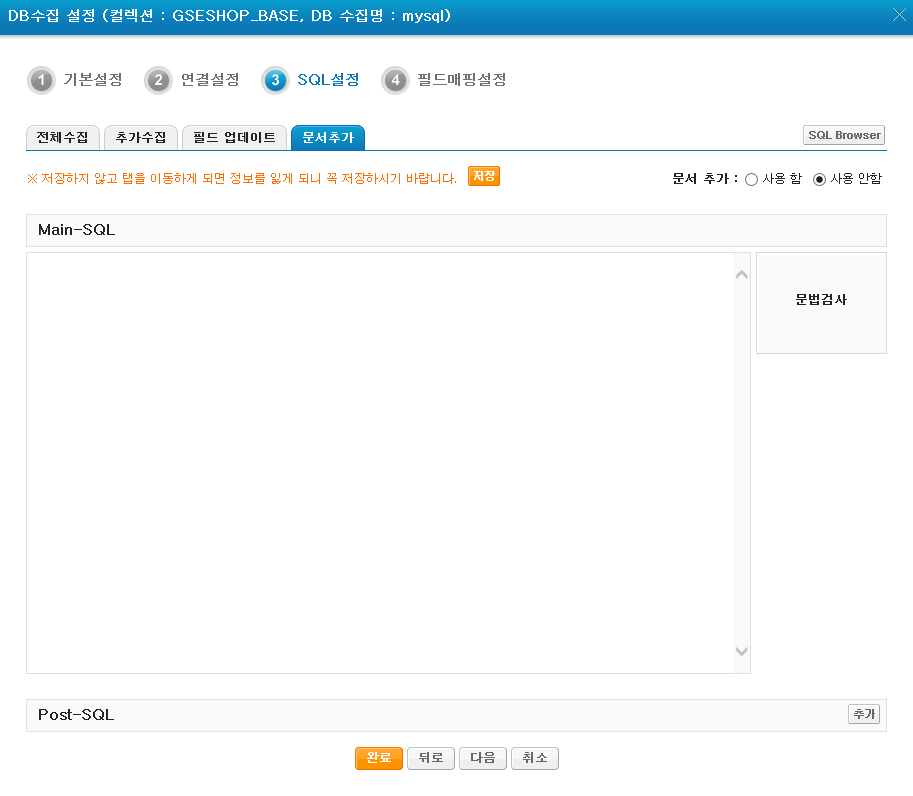 DB수집 설정 (컬렉션 : GSESHOP_BASE, DB 수집명 : mysql)
1 기본설정 2 연결설정 3 SQL설정 4 필드매핑설정
전체수집 추가수집 필드 업데이트 문서추가 SQL Browser
※ 저장하지 않고 탭을 이동하게 되면 정보를 잃게 되니 꼭 저장하시기 바랍니다. 저장 문서 추가 : 사용 함 사용 안함
Main-SQL
문법검사
Post-SQL 추가
완료 뒤로 다음 취소